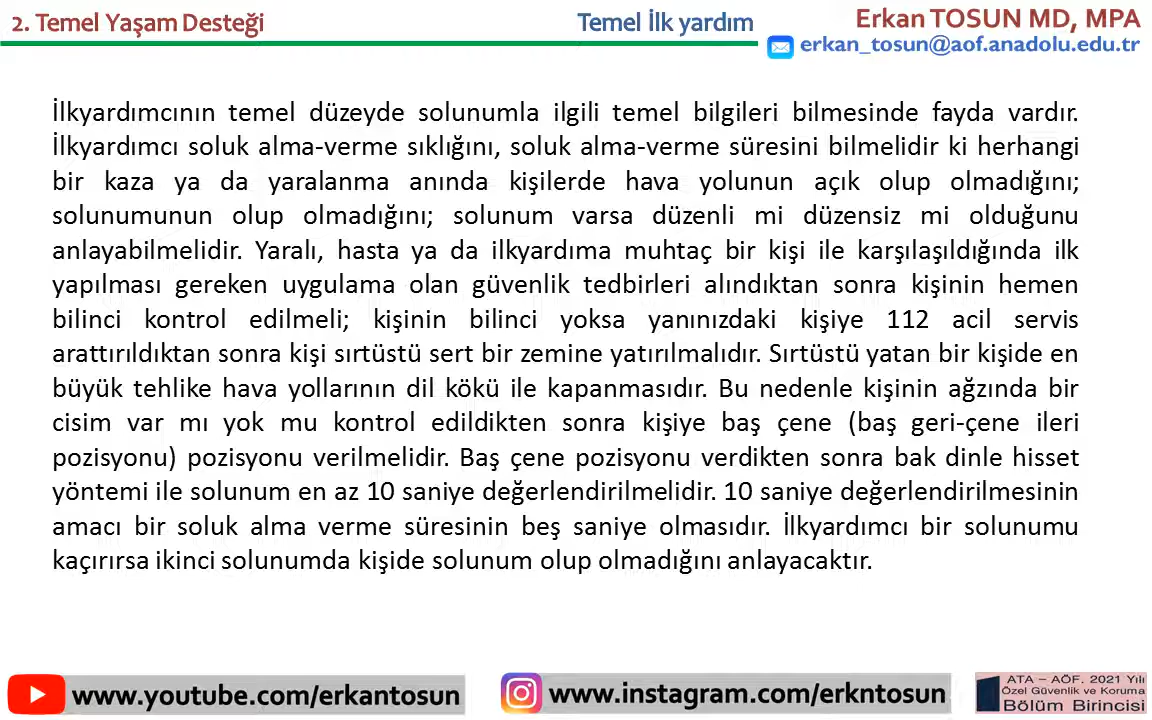 2. Temel Yaşam Desteği
Temel İlk yardım
Erkan TOSUN MD, MPA
erkan_tosun@aof.anadolu.edu.tr
İlkyardımcının temel düzeyde solunumla ilgili temel bilgileri bilmesinde fayda vardır.
İlkyardımcı soluk alma-verme sıklığını, soluk alma-verme süresini bilmelidir ki herhangi
bir kaza ya da yaralanma anında kişilerde hava yolunun açık olup olmadığını;
solunumunun olup olmadığını; solunum varsa düzenli mi düzensiz mi olduğunu
anlayabilmelidir. Yaralı, hasta ya da ilkyardıma muhtaç bir kişi ile karşılaşıldığında ilk
yapılması gereken uygulama olan güvenlik tedbirleri alındıktan sonra kişinin hemen
bilinci kontrol edilmeli; kişinin bilinci yoksa yanınızdaki kişiye 112 acil servis
arattırıldıktan sonra kişi sırtüstü sert bir zemine yatırılmalıdır. Sırtüstü yatan bir kişide en
büyük tehlike hava yollarının dil kökü ile kapanmasıdır. Bu nedenle kişinin ağzında bir
cisim var mı yok mu kontrol edildikten sonra kişiye baş çene (baş geri-çene ileri
pozisyonu) pozisyonu verilmelidir. Baş çene pozisyonu verdikten sonra bak dinle hisset
yöntemi ile solunum en az 10 saniye değerlendirilmelidir. 10 saniye değerlendirilmesinin
amacı bir soluk alma verme süresinin beş saniye olmasıdır. İlkyardımcı bir solunumu
kaçırırsa ikinci solunumda kişide solunum olup olmadığını anlayacaktır.
www.youtube.com/erkantosun
www.instagram.com/erkntosun
ATA – AÖF. 2021 Yılı
Özel Güvenlik ve Koruma
Bölüm Birincisi